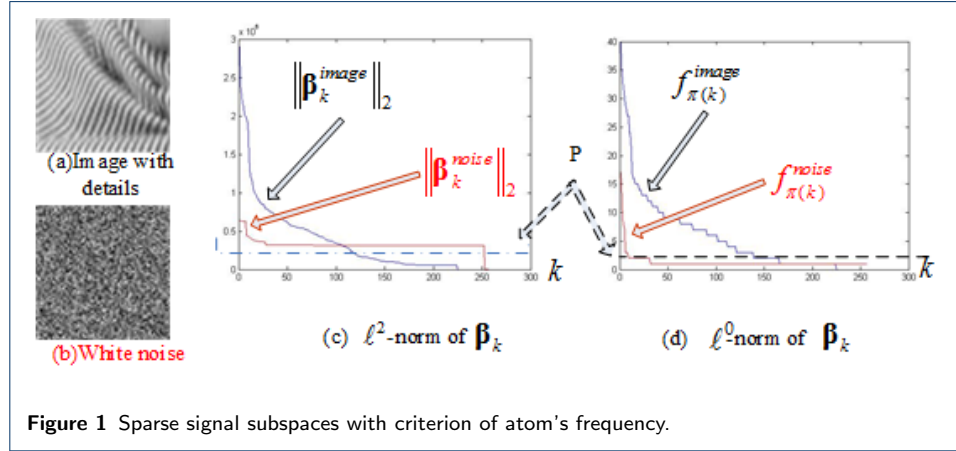 (a)Image with
details
(b)White noise
3 x 10⁶
2.5
2
1.5
1
0.5
0
0 50 100 150 200 250 300
k
‖β_k^{image}‖₂
‖β_k^{noise}‖₂
(c) ℓ²-norm of β_k
P
40
35
30
25
20
15
10
5
0
0 50 100 150 200 250 300
k
f_{π(k)}^{image}
f_{π(k)}^{noise}
(d) ℓ⁰-norm of β_k
Figure 1 Sparse signal subspaces with criterion of atom's frequency.